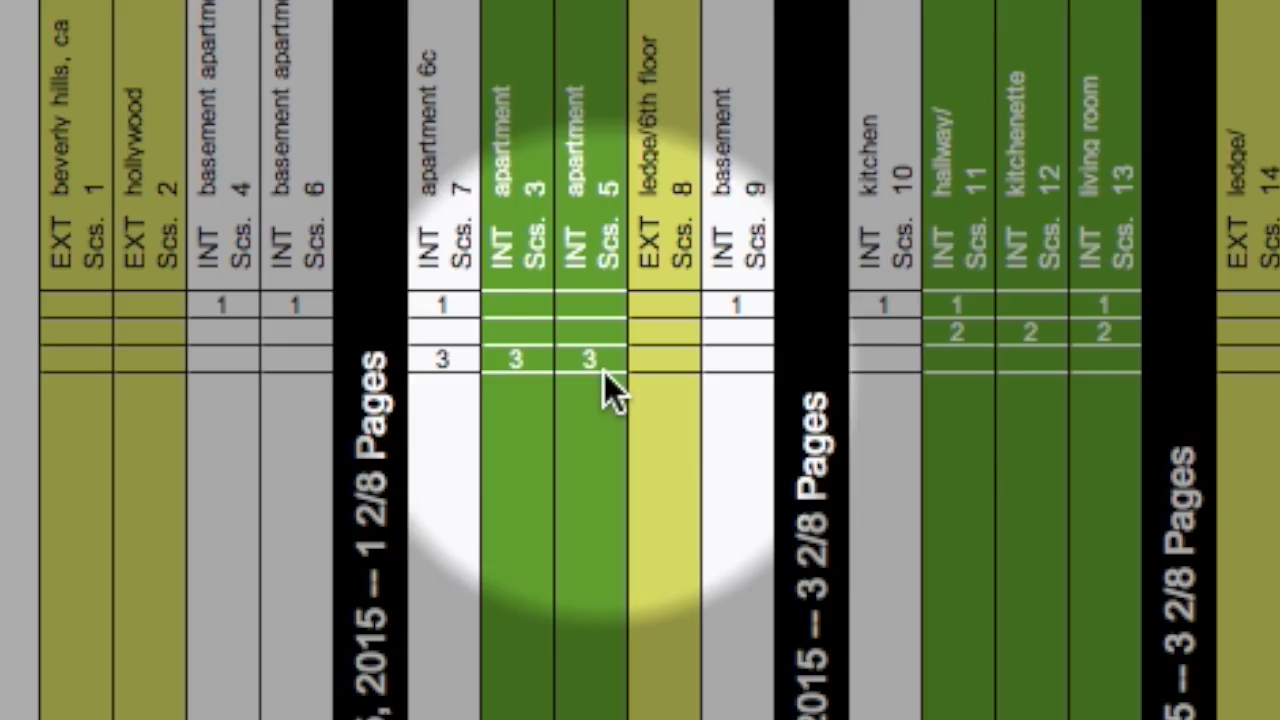 EXT beverly hills, ca
Scs. 1
EXT hollywood
Scs. 2
INT basement
Scs. 4
1
INT basement
Scs. 6
1
2015 -- 1 2/8 Pages
INT apartment 6c
Scs. 7
1
3
INT apartment
Scs. 3
3
INT apartment
Scs. 5
3
EXT ledge/6th floor
Scs. 8
INT basement
Scs. 9
1
2015 -- 3 2/8 Pages
INT kitchen
Scs. 10
1
INT hallway/
Scs. 11
1
2
INT kitchenette
Scs. 12
2
INT living room
Scs. 13
1
2
5 -- 3 2/8 Pages
EXT ledge/
Scs. 14